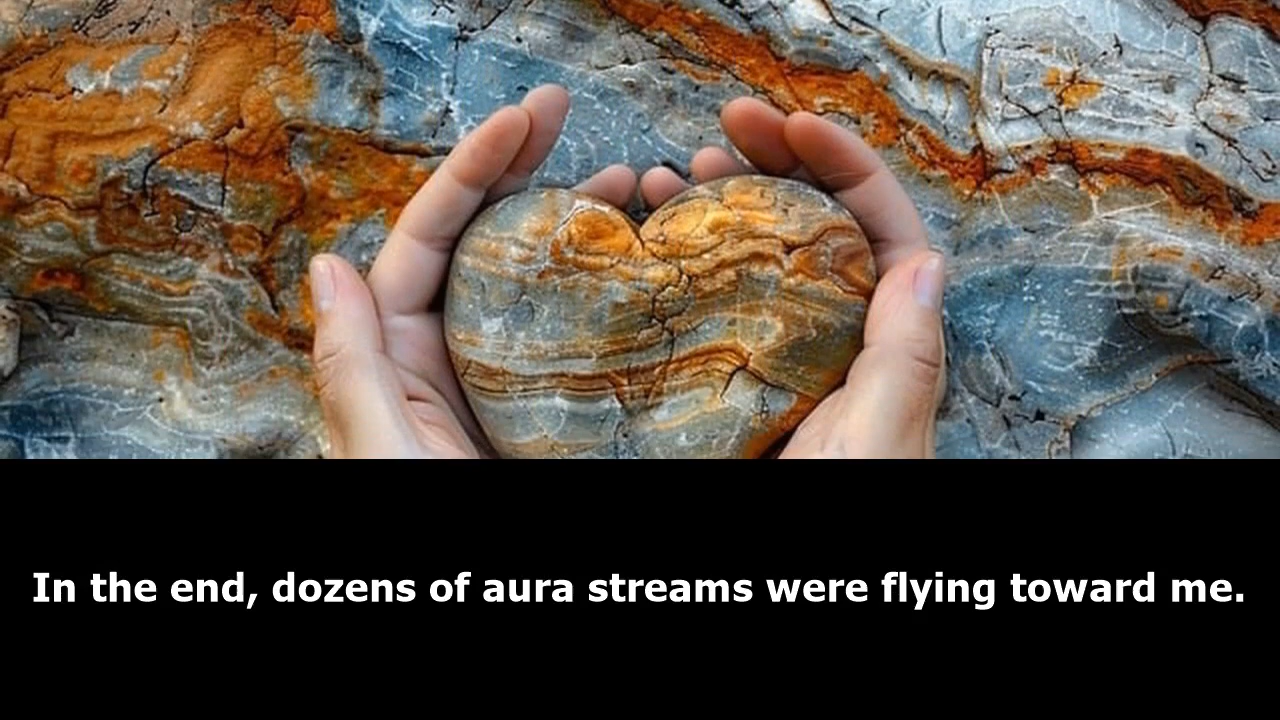 In the end, dozens of aura streams were flying toward me.